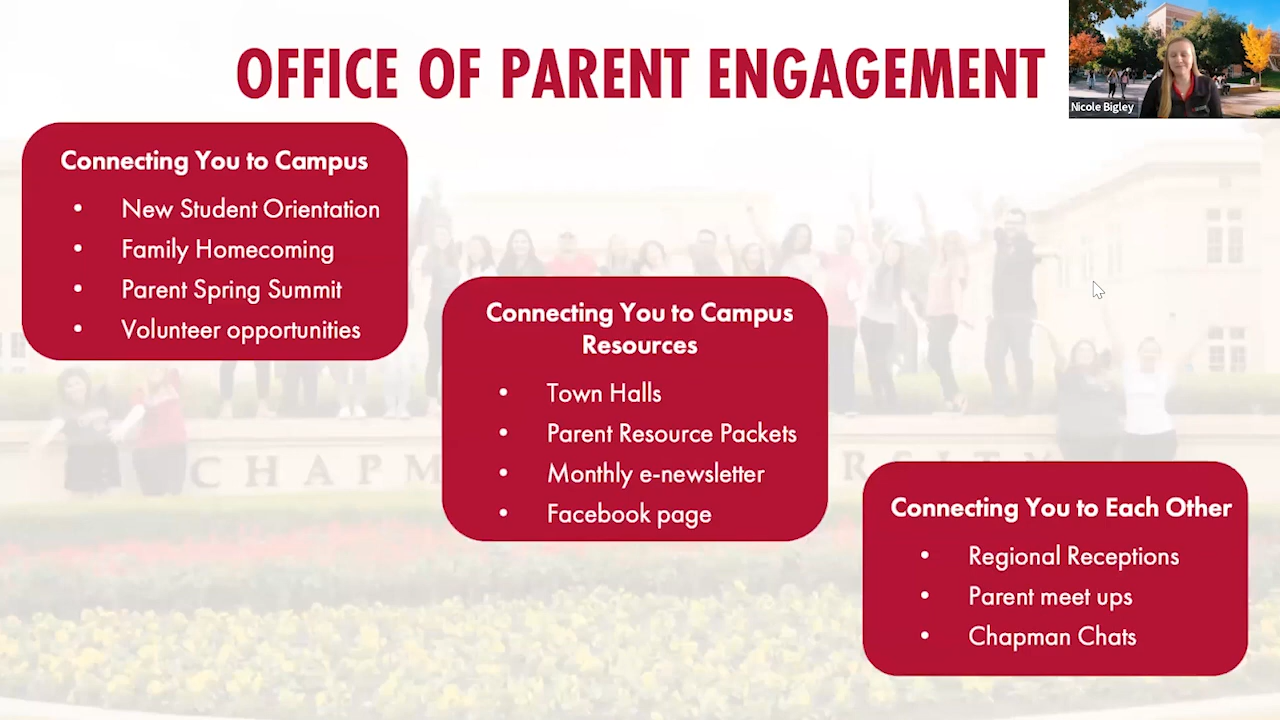 OFFICE OF PARENT ENGAGEMENT
Nicole Bigley
Connecting You to Campus
• New Student Orientation
• Family Homecoming
• Parent Spring Summit
• Volunteer opportunities
Connecting You to Campus
Resources
• Town Halls
• Parent Resource Packets
• Monthly e-newsletter
• Facebook page
Connecting You to Each Other
• Regional Receptions
• Parent meet ups
• Chapman Chats
CHAPM RSITY